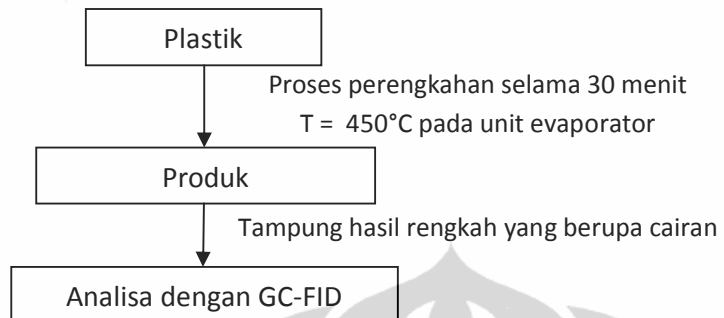 Plastik
Proses perengkahan selama 30 menit
T = 450°C pada unit evaporator
Produk
Tampung hasil rengkah yang berupa cairan
Analisa dengan GC-FID